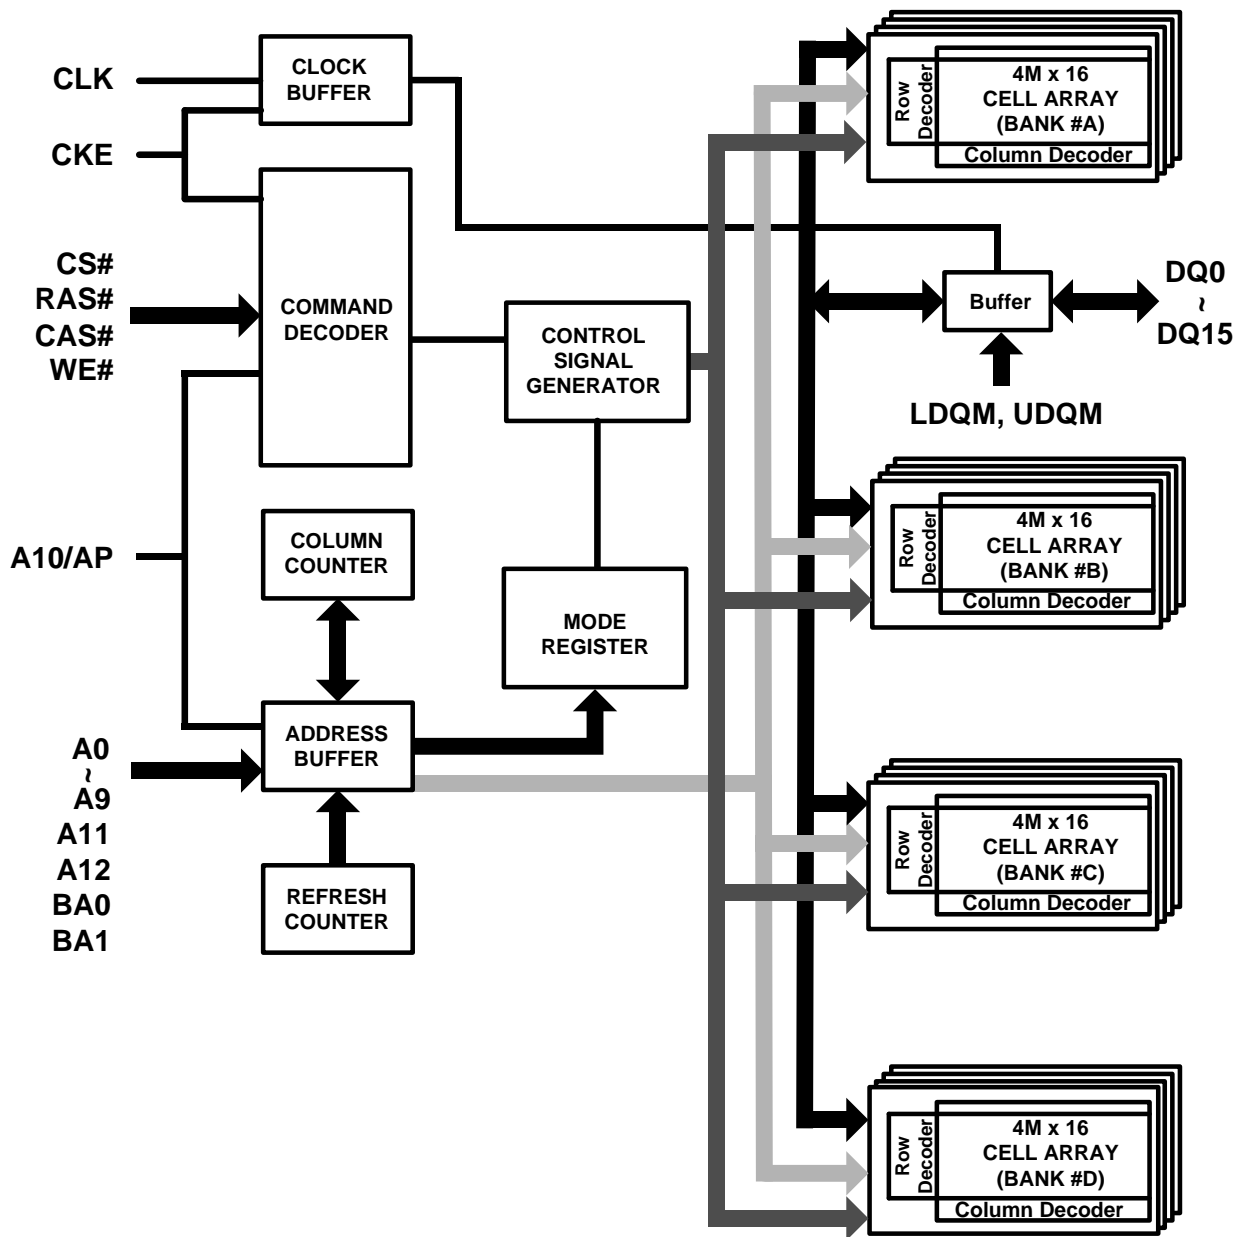 CLK
CKE
CS#
RAS#
CAS#
WE#
A10/AP
A0
~
A9
A11
A12
BA0
BA1
CLOCK
BUFFER
COMMAND
DECODER
COLUMN
COUNTER
ADDRESS
BUFFER
REFRESH
COUNTER
CONTROL
SIGNAL
GENERATOR
MODE
REGISTER
Row
Decoder
4M x 16
CELL ARRAY
(BANK #A)
Column Decoder
Buffer
DQ0
~
DQ15
LDQM, UDQM
Row
Decoder
4M x 16
CELL ARRAY
(BANK #B)
Column Decoder
Row
Decoder
4M x 16
CELL ARRAY
(BANK #C)
Column Decoder
Row
Decoder
4M x 16
CELL ARRAY
(BANK #D)
Column Decoder